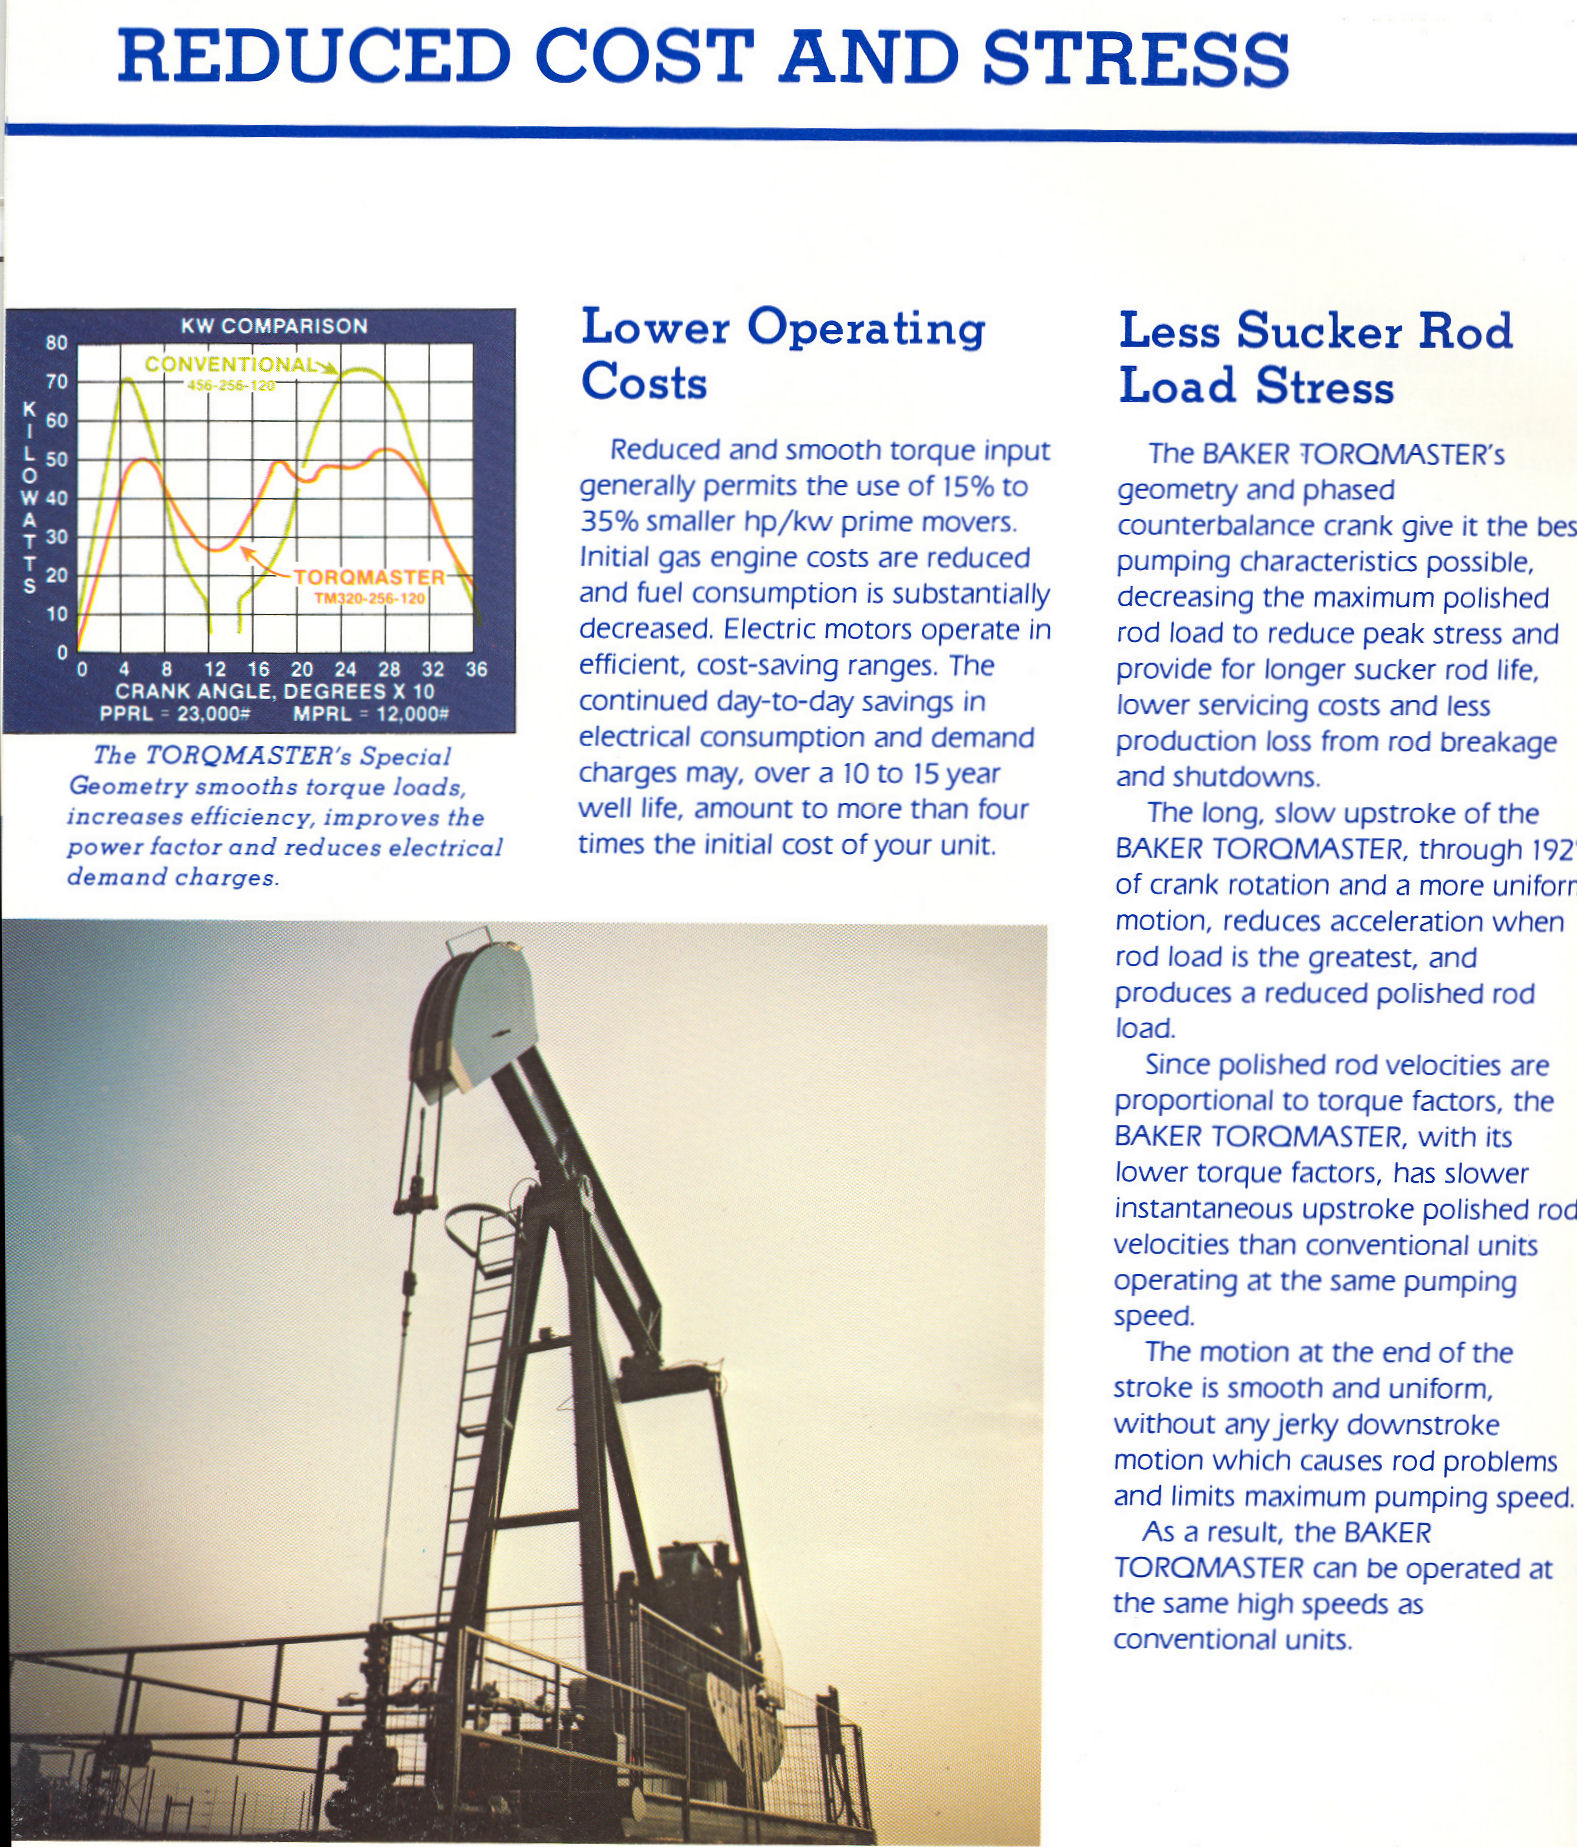 REDUCED COST AND STRESS
KW COMPARISON
CONVENTIONAL
456-256-120
TORQMASTER
TM320-256-120
KILOWATTS
80
70
60
50
40
30
20
10
0
0 4 8 12 16 20 24 28 32 36
CRANK ANGLE, DEGREES X 10
PPRL = 23,000# MPRL = 12,000#
The TORQMASTER's Special
Geometry smooths torque loads,
increases efficiency, improves the
power factor and reduces electrical
demand charges.
Lower Operating
Costs
Reduced and smooth torque input
generally permits the use of 15% to
35% smaller hp/kw prime movers.
Initial gas engine costs are reduced
and fuel consumption is substantially
decreased. Electric motors operate in
efficient, cost-saving ranges. The
continued day-to-day savings in
electrical consumption and demand
charges may, over a 10 to 15 year
well life, amount to more than four
times the initial cost of your unit.
Less Sucker Rod
Load Stress
The BAKER TORQMASTER's
geometry and phased
counterbalance crank give it the bes
pumping characteristics possible,
decreasing the maximum polished
rod load to reduce peak stress and
provide for longer sucker rod life,
lower servicing costs and less
production loss from rod breakage
and shutdowns.
The long, slow upstroke of the
BAKER TORQMASTER, through 192°
of crank rotation and a more uniform
motion, reduces acceleration when
rod load is the greatest, and
produces a reduced polished rod
load.
Since polished rod velocities are
proportional to torque factors, the
BAKER TORQMASTER, with its
lower torque factors, has slower
instantaneous upstroke polished rod
velocities than conventional units
operating at the same pumping
speed.
The motion at the end of the
stroke is smooth and uniform,
without any jerky downstroke
motion which causes rod problems
and limits maximum pumping speed.
As a result, the BAKER
TORQMASTER can be operated at
the same high speeds as
conventional units.